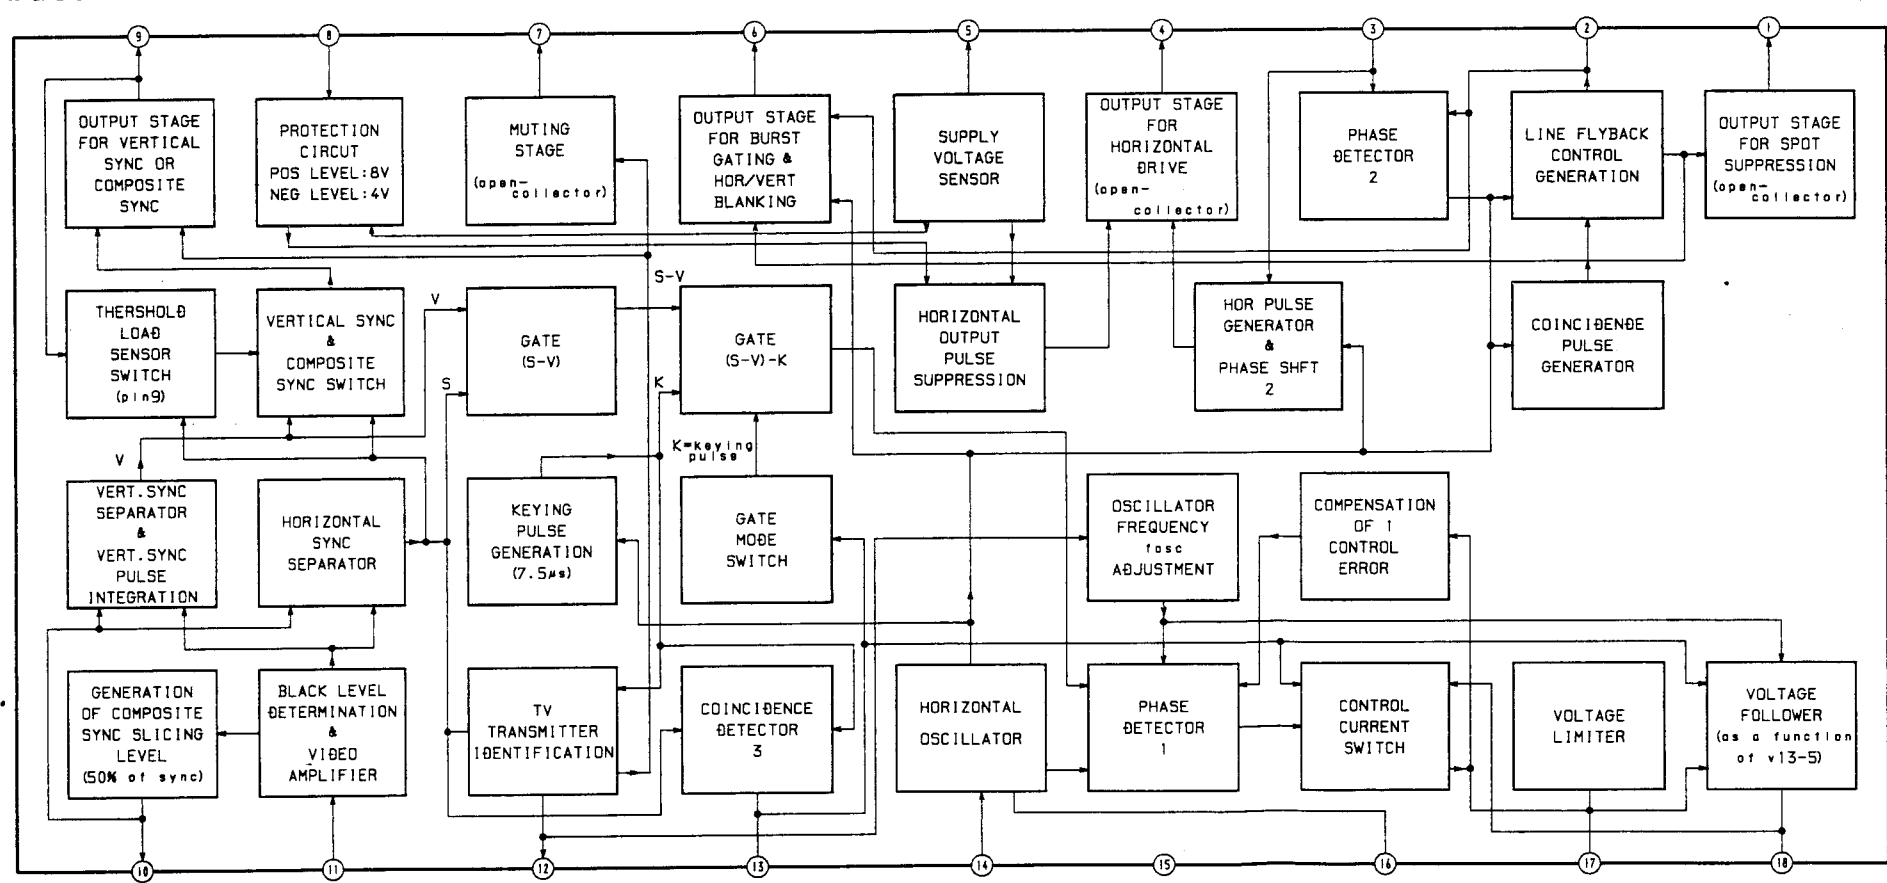 9 8 7 6 5 4 3 2 1
OUTPUT STAGE
FOR VERTICAL
SYNC OR
COMPOSITE
SYNC
PROTECTION
CIRCUT
POS LEVEL:8V
NEG LEVEL:4V
MUTING
STAGE
(open-
collector)
OUTPUT STAGE
FOR BURST
GATING &
HOR/VERT
BLANKING
SUPPLY
VOLTAGE
SENSOR
OUTPUT STAGE
FOR
HORIZONTAL
DRIVE
(open-
collector)
PHASE
DETECTOR
2
LINE FLYBACK
CONTROL
GENERATION
OUTPUT STAGE
FOR SPOT
SUPPRESSION
(open-
collector)
THERSHOLD
LOAD
SENSOR
SWITCH
(pin9)
VERTICAL SYNC
&
COMPOSITE
SYNC SWITCH
V
S
GATE
(S-V)
S-V
K
GATE
(S-V)-K
HORIZONTAL
OUTPUT
PULSE
SUPPRESSION
HOR PULSE
GENERATOR
&
PHASE SHFT
2
COINCIDENDE
PULSE
GENERATOR
V
VERT.SYNC
SEPARATOR
&
VERT.SYNC
PULSE
INTEGRATION
HORIZONTAL
SYNC
SEPARATOR
KEYING
PULSE
GENERATION
(7.5µs)
K=keying
pulse
GATE
MODE
SWITCH
OSCILLATOR
FREQUENCY
fosc
ADJUSTMENT
COMPENSATION
OF 1
CONTROL
ERROR
GENERATION
OF COMPOSITE
SYNC SLICING
LEVEL
(50% of sync)
BLACK LEVEL
DETERMINATION
&
VIDEO
AMPLIFIER
TV
TRANSMITTER
IDENTIFICATION
COINCIDENCE
DETECTOR
3
HORIZONTAL
OSCILLATOR
PHASE
DETECTOR
1
CONTROL
CURRENT
SWITCH
VOLTAGE
LIMITER
VOLTAGE
FOLLOWER
(as a function
of v13-5)
10 11 12 13 14 15 16 17 18